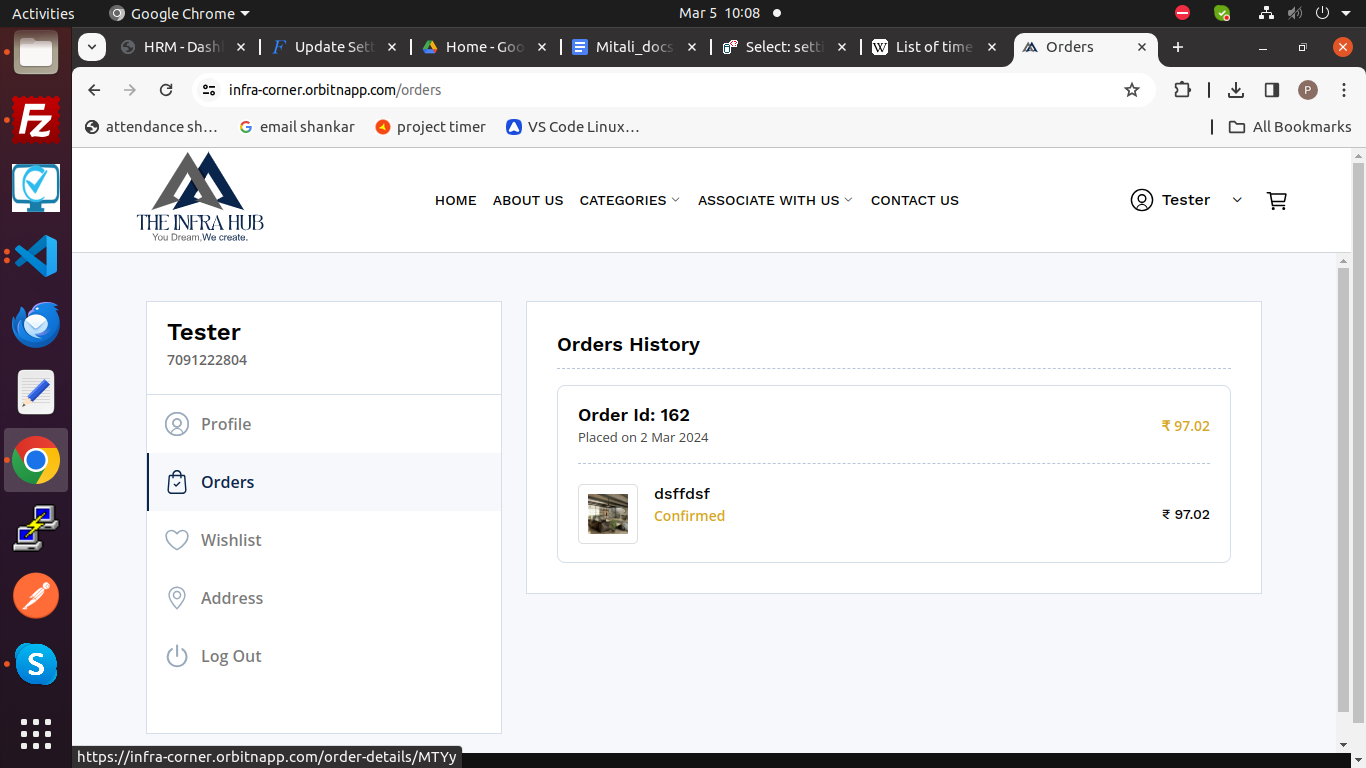 Activities
Google Chrome
Mar 5 10:08
HRM - Dash
Update Set
Home - Goo
Mitali_docs
Select: setti
List of time
Orders
infra-corner.orbitnapp.com/orders
P
attendance sh…
email shankar
project timer
VS Code Linux…
All Bookmarks
THE INFRA HUB
You Dream,We create.
HOME
ABOUT US
CATEGORIES
ASSOCIATE WITH US
CONTACT US
Tester
Tester
7091222804
Profile
Orders
Wishlist
Address
Log Out
Orders History
Order Id: 162
Placed on 2 Mar 2024
₹ 97.02
dsffdsf
Confirmed
₹ 97.02
https://infra-corner.orbitnapp.com/order-details/MTYy